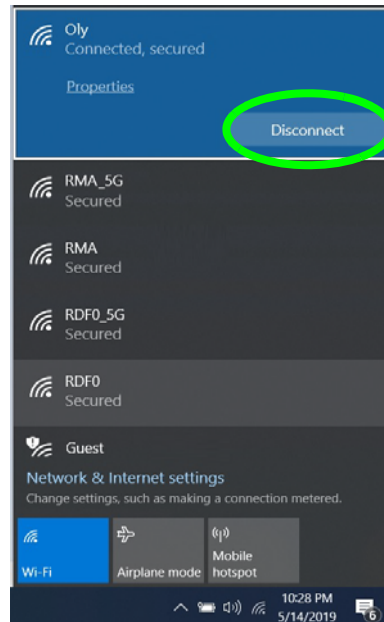 Oly
Connected, secured
Properties
Disconnect
RMA_5G
Secured
RMA
Secured
RDF0_5G
Secured
RDF0
Secured
Guest
Network & Internet settings
Change settings, such as making a connection metered.
Wi-Fi
Airplane mode
Mobile
hotspot
10:28 PM
5/14/2019
6